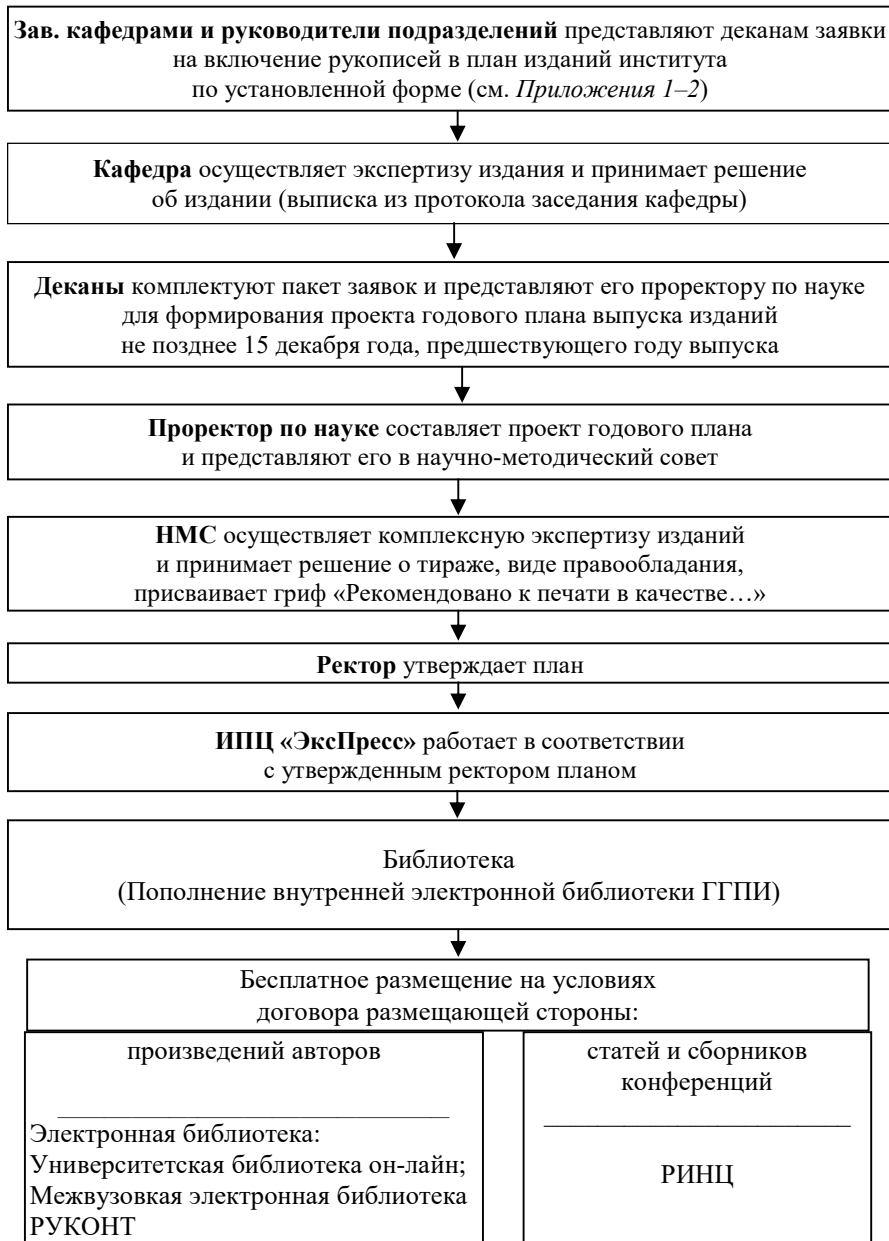 Зав. кафедрами и руководители подразделений представляют деканам заявки
на включение рукописей в план изданий института
по установленной форме (см. Приложения 1–2)
Кафедра осуществляет экспертизу издания и принимает решение
об издании (выписка из протокола заседания кафедры)
Деканы комплектуют пакет заявок и представляют его проректору по науке
для формирования проекта годового плана выпуска изданий
не позднее 15 декабря года, предшествующего году выпуска
Проректор по науке составляет проект годового плана
и представляют его в научно-методический совет
НМС осуществляет комплексную экспертизу изданий
и принимает решение о тираже, виде правообладания,
присваивает гриф «Рекомендовано к печати в качестве…»
Ректор утверждает план
ИПЦ «ЭксПресс» работает в соответствии
с утвержденным ректором планом
Библиотека
(Пополнение внутренней электронной библиотеки ГГПИ)
Бесплатное размещение на условиях
договора размещающей стороны:
произведений авторов
Электронная библиотека:
Университетская библиотека он-лайн;
Межвузовкая электронная библиотека
РУКОНТ
статей и сборников
конференций
РИНЦ